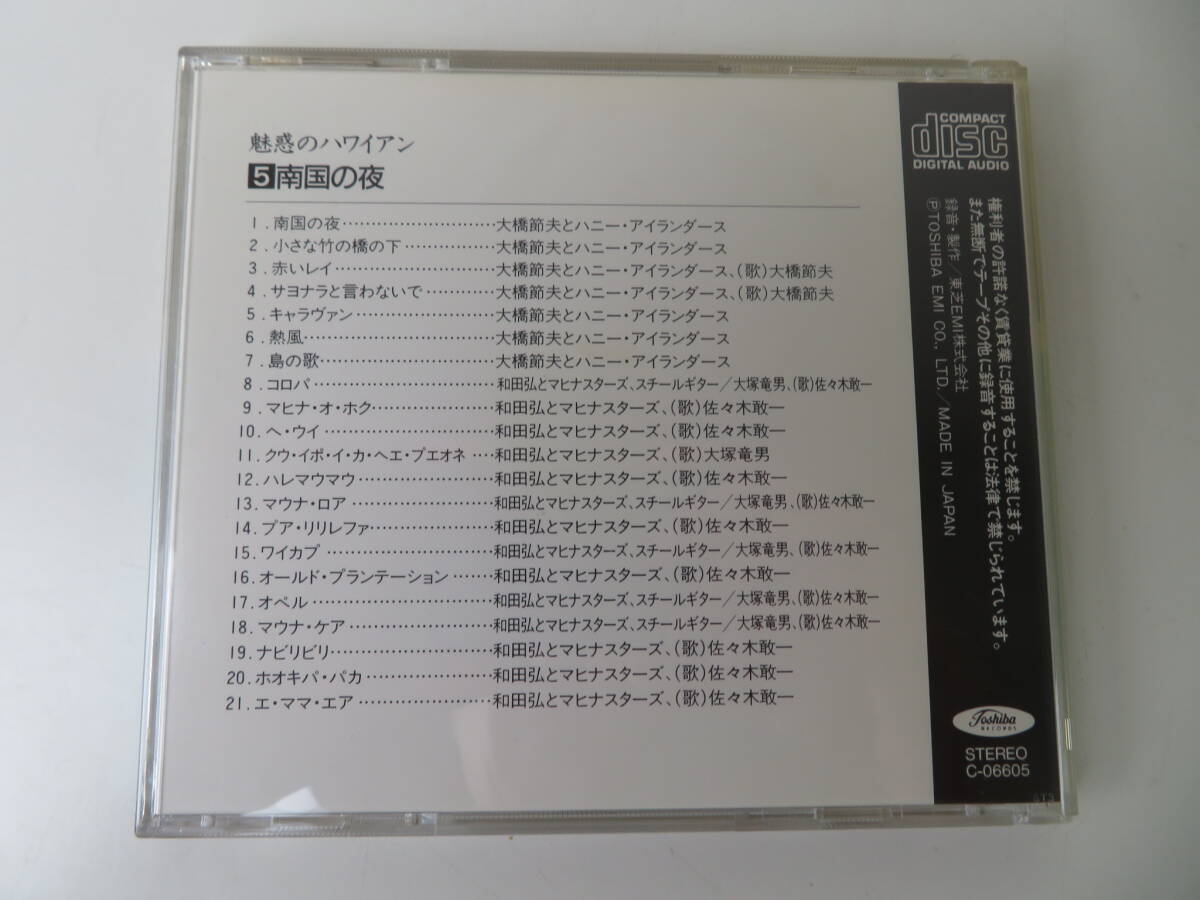 魅惑のハワイアン
5 南国の夜
1. 南国の夜……………………大橋節夫とハニー・アイランダース
2. 小さな竹の橋の下……………大橋節夫とハニー・アイランダース
3. 赤いレイ……………………大橋節夫とハニー・アイランダース、(歌)大橋節夫
4. サヨナラと言わないで…………大橋節夫とハニー・アイランダース、(歌)大橋節夫
5. キャラヴァン…………………大橋節夫とハニー・アイランダース
6. 熱風…………………………大橋節夫とハニー・アイランダース
7. 島の歌………………………大橋節夫とハニー・アイランダース
8. コロパ………………………和田弘とマヒナスターズ、スチールギター/大塚竜男、(歌)佐々木敢一
9. マヒナ・オ・ホク………………和田弘とマヒナスターズ、(歌)佐々木敢一
10. ヘ・ウイ……………………和田弘とマヒナスターズ、(歌)佐々木敢一
11. クウ・イポ・イ・カ・ヘエ・プエオネ…和田弘とマヒナスターズ、(歌)大塚竜男
12. ハレマウマウ…………………和田弘とマヒナスターズ、(歌)佐々木敢一
13. マウナ・ロア…………………和田弘とマヒナスターズ、スチールギター/大塚竜男、(歌)佐々木敢一
14. プア・リリレファ………………和田弘とマヒナスターズ、(歌)佐々木敢一
15. ワイカプ……………………和田弘とマヒナスターズ、スチールギター/大塚竜男、(歌)佐々木敢一
16. オールド・プランテーション……和田弘とマヒナスターズ、(歌)佐々木敢一
17. オペル………………………和田弘とマヒナスターズ、スチールギター/大塚竜男、(歌)佐々木敢一
18. マウナ・ケア…………………和田弘とマヒナスターズ、スチールギター/大塚竜男、(歌)佐々木敢一
19. ナビリビリ……………………和田弘とマヒナスターズ、(歌)佐々木敢一
20. ホオキパ・パカ………………和田弘とマヒナスターズ、(歌)佐々木敢一
21. エ・ママ・エア…………………和田弘とマヒナスターズ、(歌)佐々木敢一
COMPACT
disc
DIGITAL AUDIO
権利者の許諾なく賃貸業に使用することを禁じます。
また無断でテープその他に録音することは法律で禁じられています。
録音・製作/東芝EMI株式会社
ⓅTOSHIBA EMI CO., LTD./MADE IN JAPAN
Toshiba
RECORDS
STEREO
C-06605